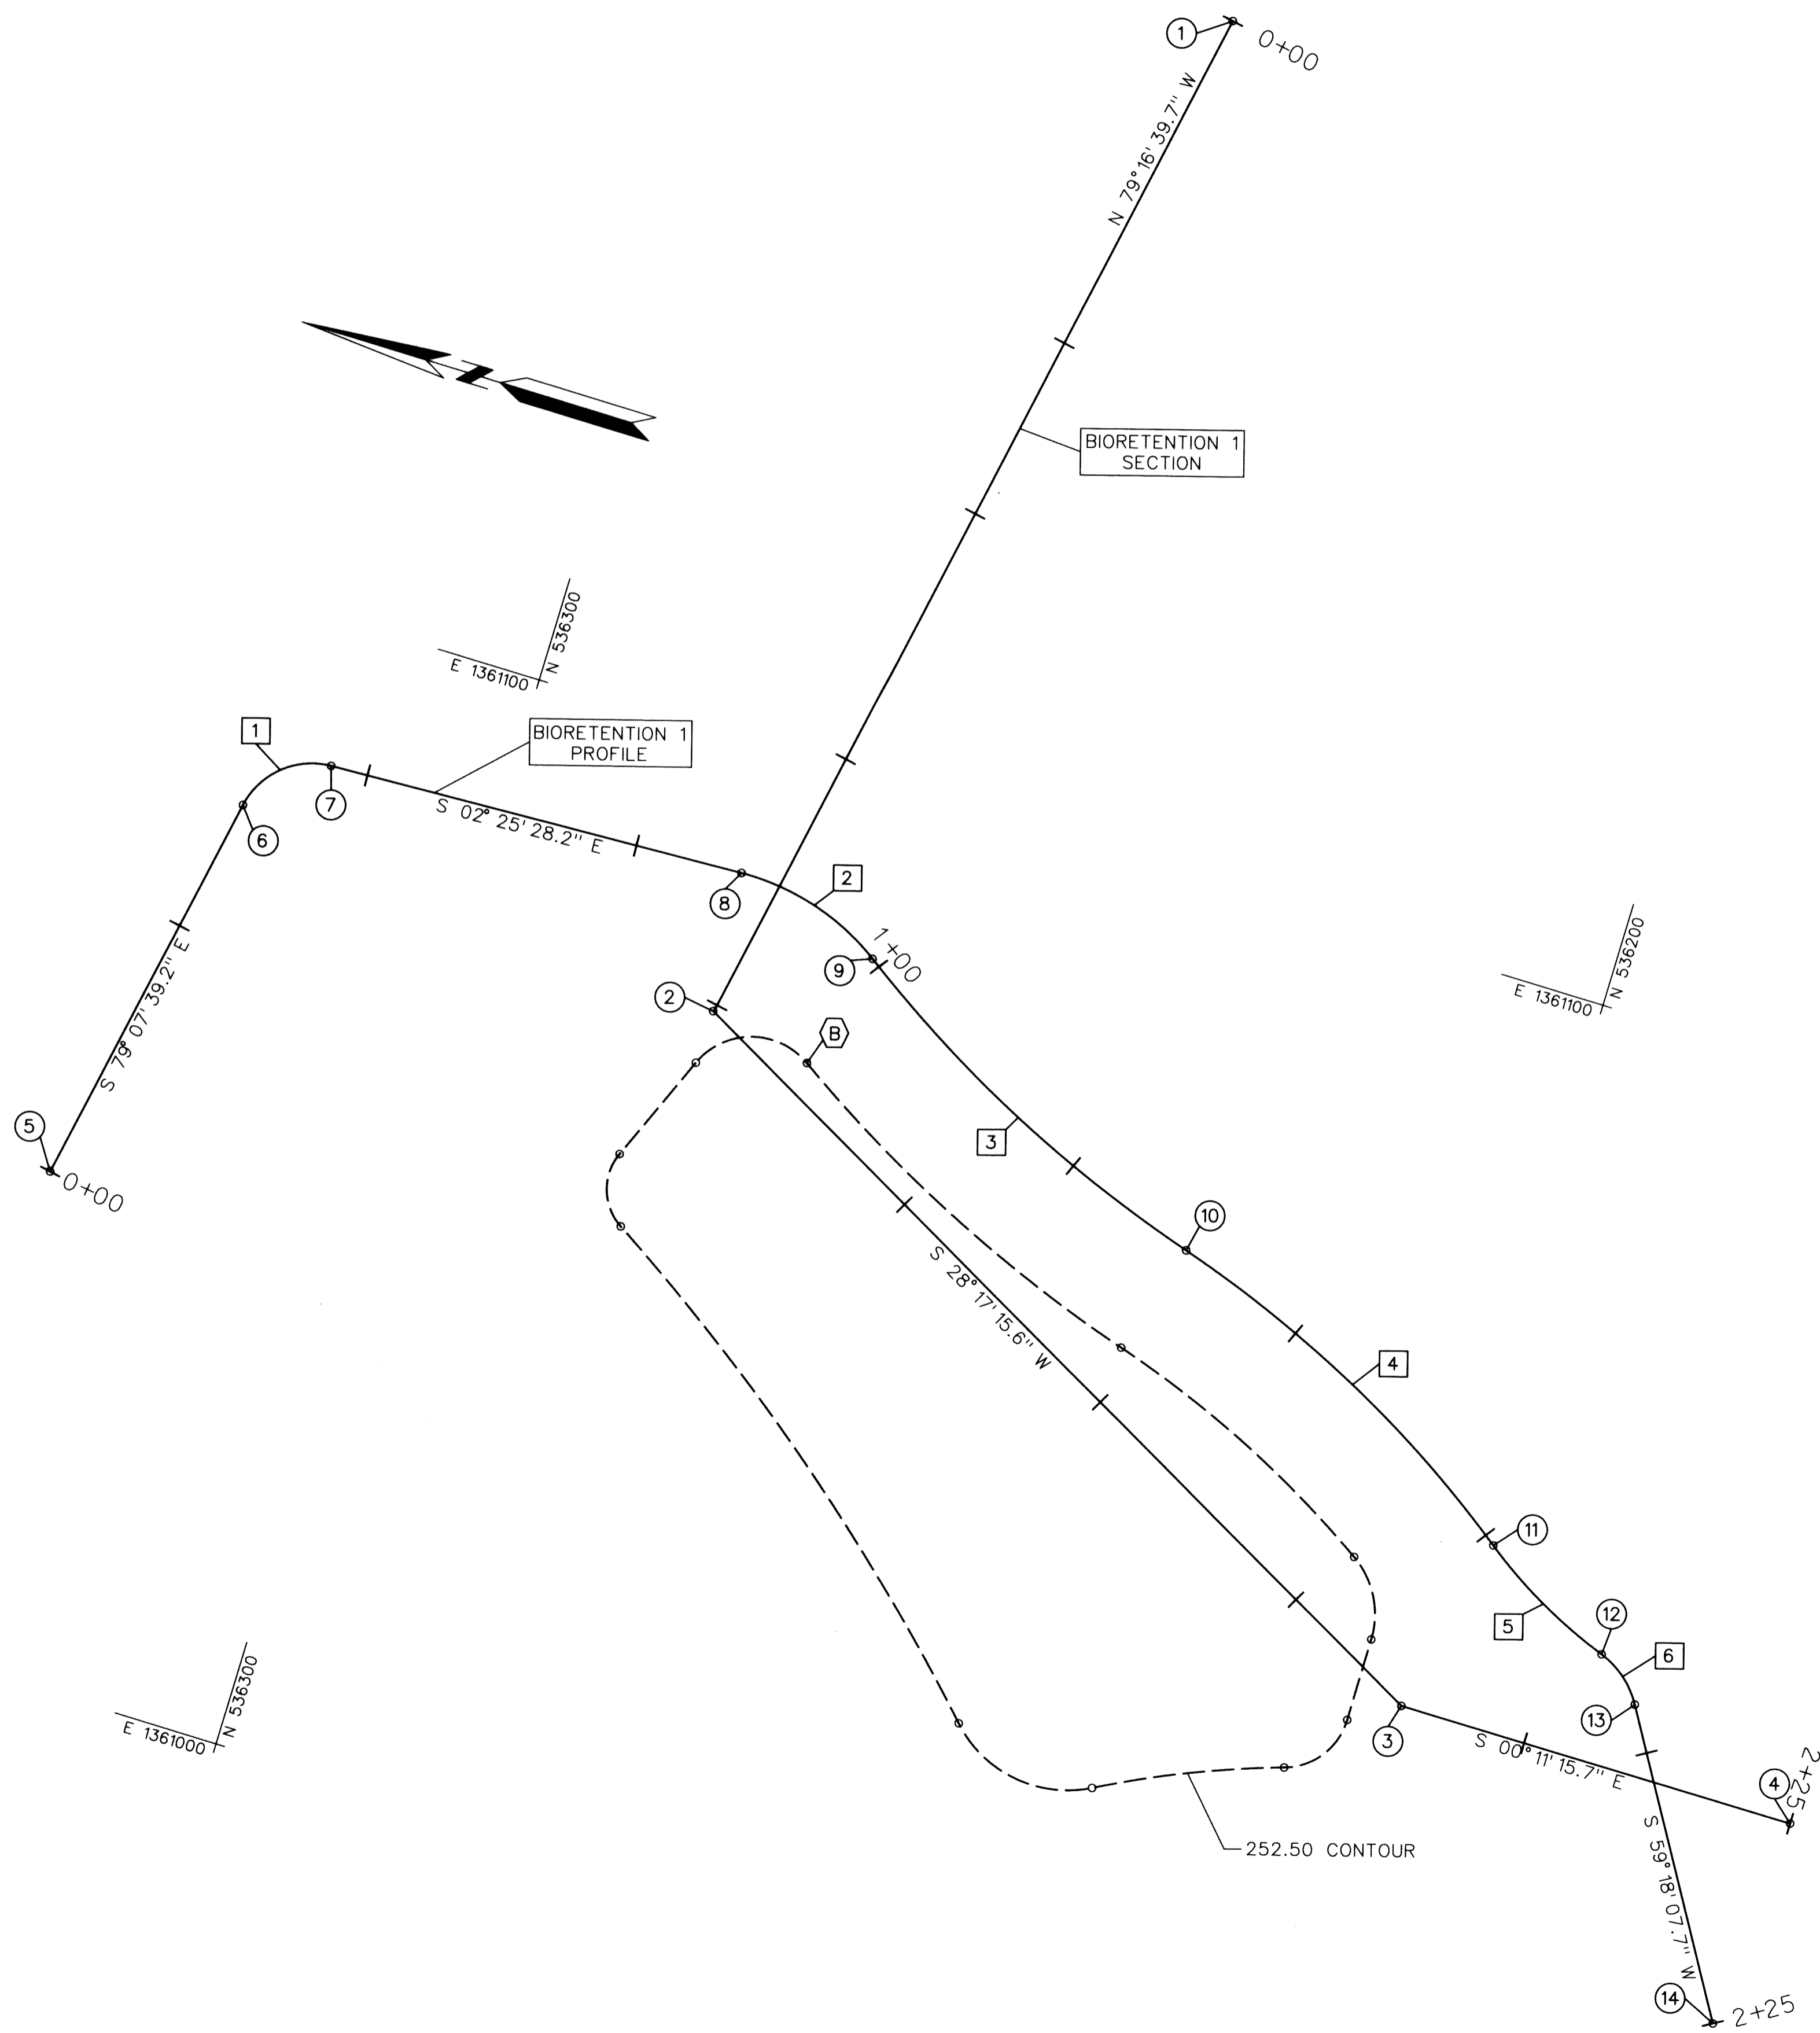 1
0+00
N 79° 16' 39.7" W
BIORETENTION 1
SECTION
N 536300
E 1361100
1
BIORETENTION 1
PROFILE
7
6
S 02° 25' 28.2" E
2
8
1+00
9
2
S 79° 07' 39.2" E
N 536200
E 1361100
B
5
0+00
3
10
S 28° 17' 15.6" W
4
11
12
5
6
N 536300
E 1361000
13
3
S 00° 11' 15.7" E
4
2+25
252.50 CONTOUR
S 59° 18' 07.7" W
14
2+25